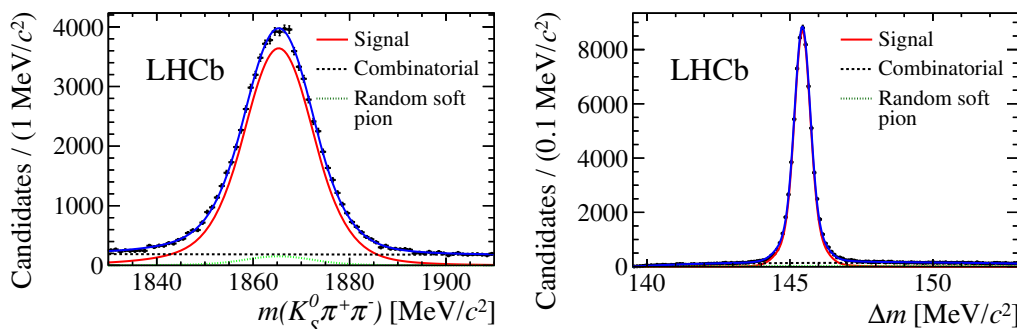 Candidates / (1 MeV/c²)
4000
3000
2000
1000
0
LHCb
Signal
Combinatorial
Random soft
pion
1840
1860
1880
1900
m(K⁰_S π⁺π⁻) [MeV/c²]
Candidates / (0.1 MeV/c²)
8000
6000
4000
2000
0
LHCb
Signal
Combinatorial
Random soft
pion
140
145
150
Δm [MeV/c²]